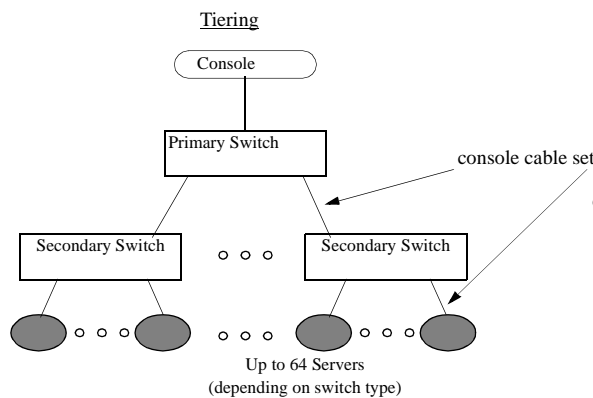 Tiering
Console
Primary Switch
console cable set
Secondary Switch
Secondary Switch
Up to 64 Servers
(depending on switch type)